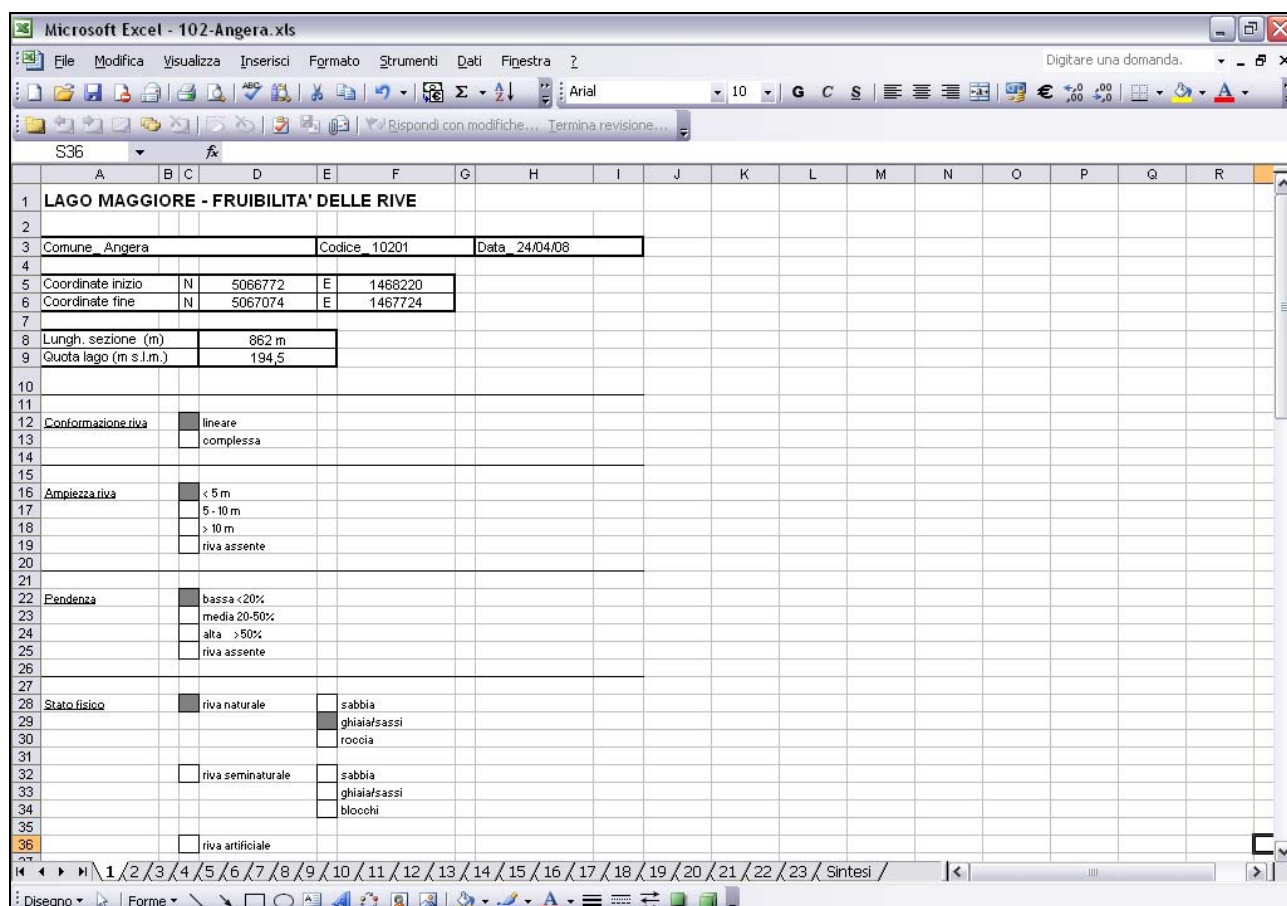 Microsoft Excel - 102-Angera.xls
File Modifica Visualizza Inserisci Formato Strumenti Dati Finestra ? Digitare una domanda.
Arial 10 G C S
Rispondi con modifiche... Termina revisione...
S36 fx
A B C D E F G H I J K L M N O P Q R
1 LAGO MAGGIORE - FRUIBILITA' DELLE RIVE
2
3 Comune_ Angera Codice_ 10201 Data_ 24/04/08
4
5 Coordinate inizio N 5066772 E 1468220
6 Coordinate fine N 5067074 E 1467724
7
8 Lungh. sezione (m) 862 m
9 Quota lago (m s.l.m.) 194,5
10
11
12 Conformazione riva lineare
13 complessa
14
15
16 Ampiezza riva < 5 m
17 5 - 10 m
18 > 10 m
19 riva assente
20
21
22 Pendenza bassa <20%
23 media 20-50%
24 alta >50%
25 riva assente
26
27
28 Stato fisico riva naturale sabbia
29 ghiaia/sassi
30 roccia
31
32 riva seminaturale sabbia
33 ghiaia/sassi
34 blocchi
35
36 riva artificiale
37
1 / 2 / 3 / 4 / 5 / 6 / 7 / 8 / 9 / 10 / 11 / 12 / 13 / 14 / 15 / 16 / 17 / 18 / 19 / 20 / 21 / 22 / 23 / Sintesi /
Disegno Forme